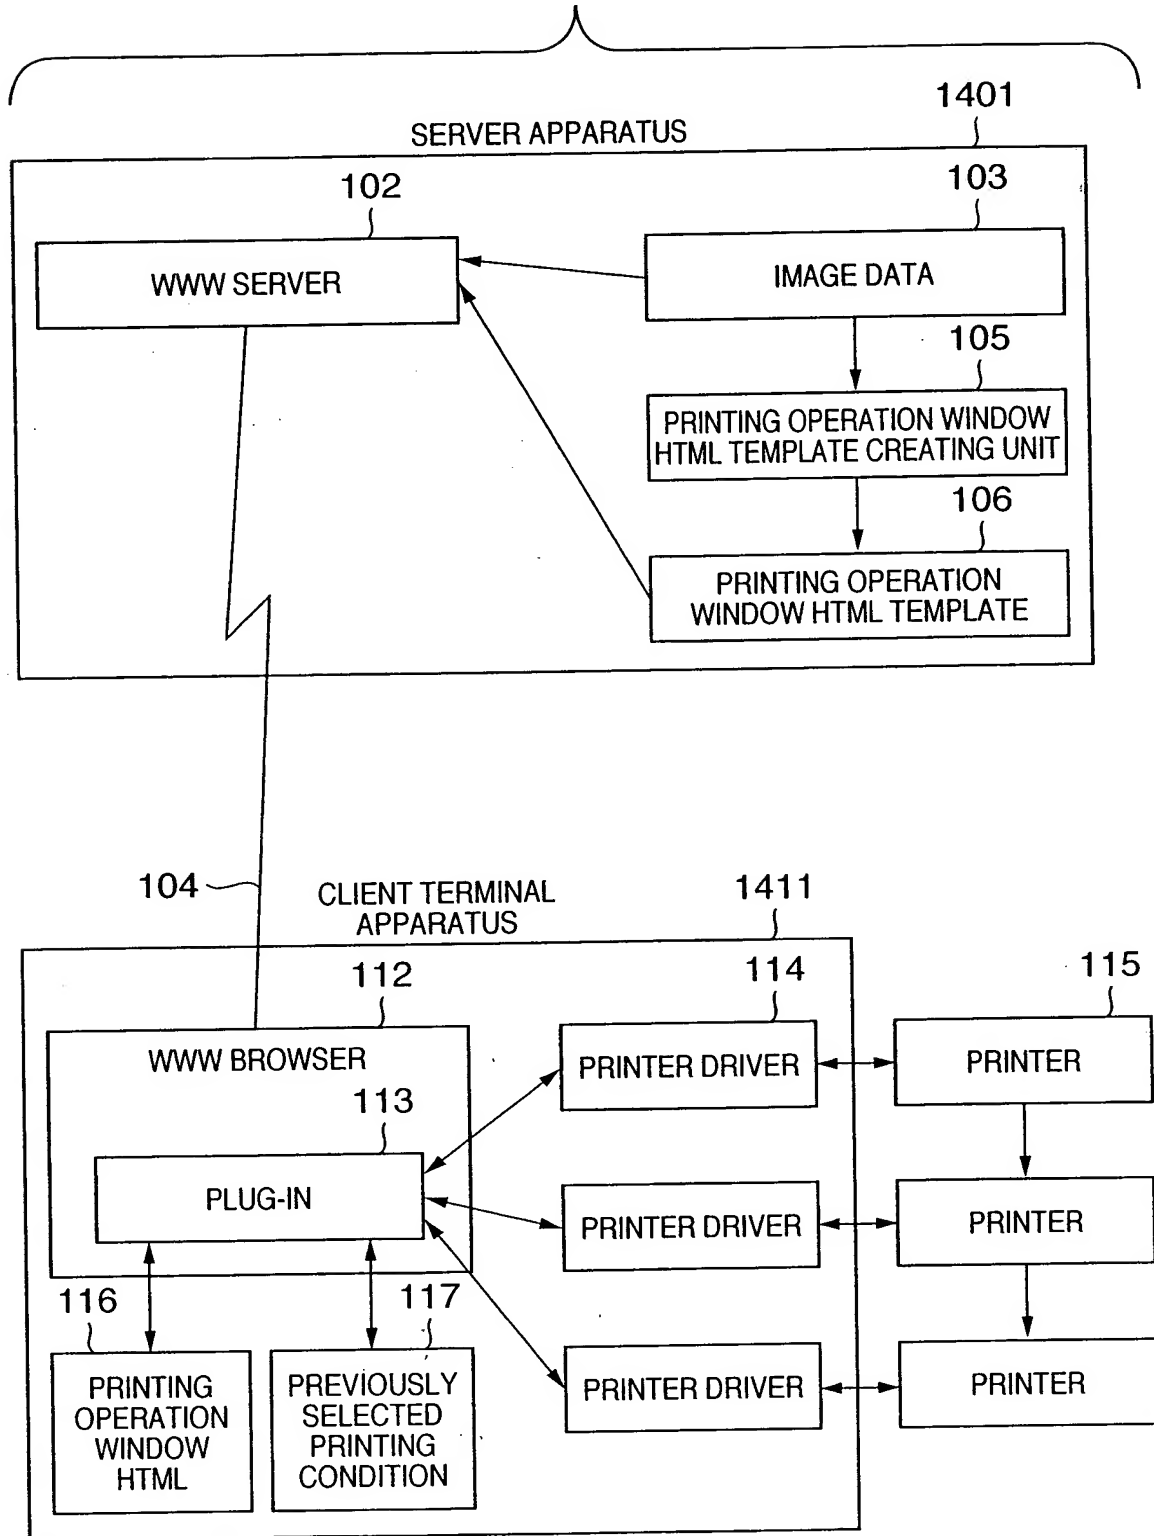 1401
SERVER APPARATUS
102
103
WWW SERVER
IMAGE DATA
105
PRINTING OPERATION WINDOW
HTML TEMPLATE CREATING UNIT
106
PRINTING OPERATION
WINDOW HTML TEMPLATE
104
CLIENT TERMINAL
APPARATUS
1411
112
114
115
WWW BROWSER
PRINTER DRIVER
PRINTER
113
PLUG-IN
PRINTER DRIVER
PRINTER
116
117
PRINTING
OPERATION
WINDOW
HTML
PREVIOUSLY
SELECTED
PRINTING
CONDITION
PRINTER DRIVER
PRINTER